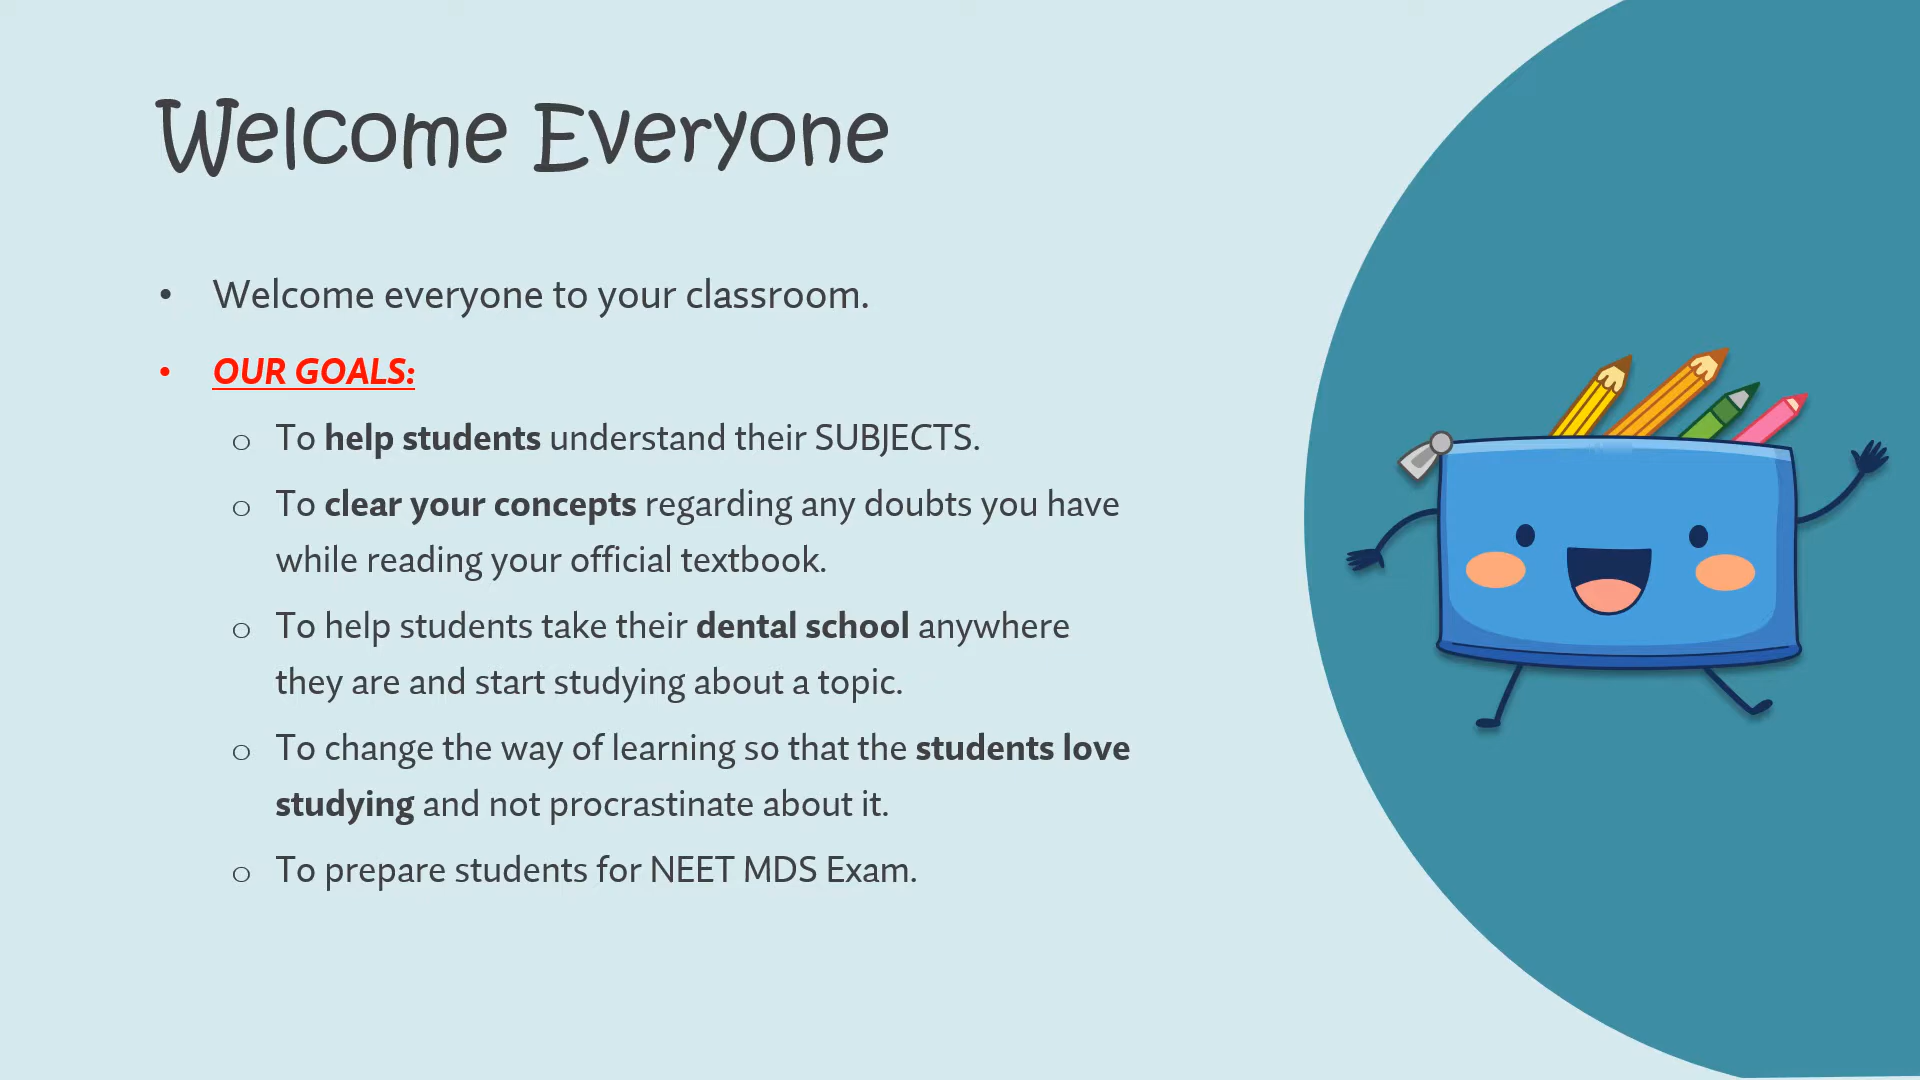 Welcome Everyone
• Welcome everyone to your classroom.
• OUR GOALS:
o To help students understand their SUBJECTS.
o To clear your concepts regarding any doubts you have
while reading your official textbook.
o To help students take their dental school anywhere
they are and start studying about a topic.
o To change the way of learning so that the students love
studying and not procrastinate about it.
o To prepare students for NEET MDS Exam.